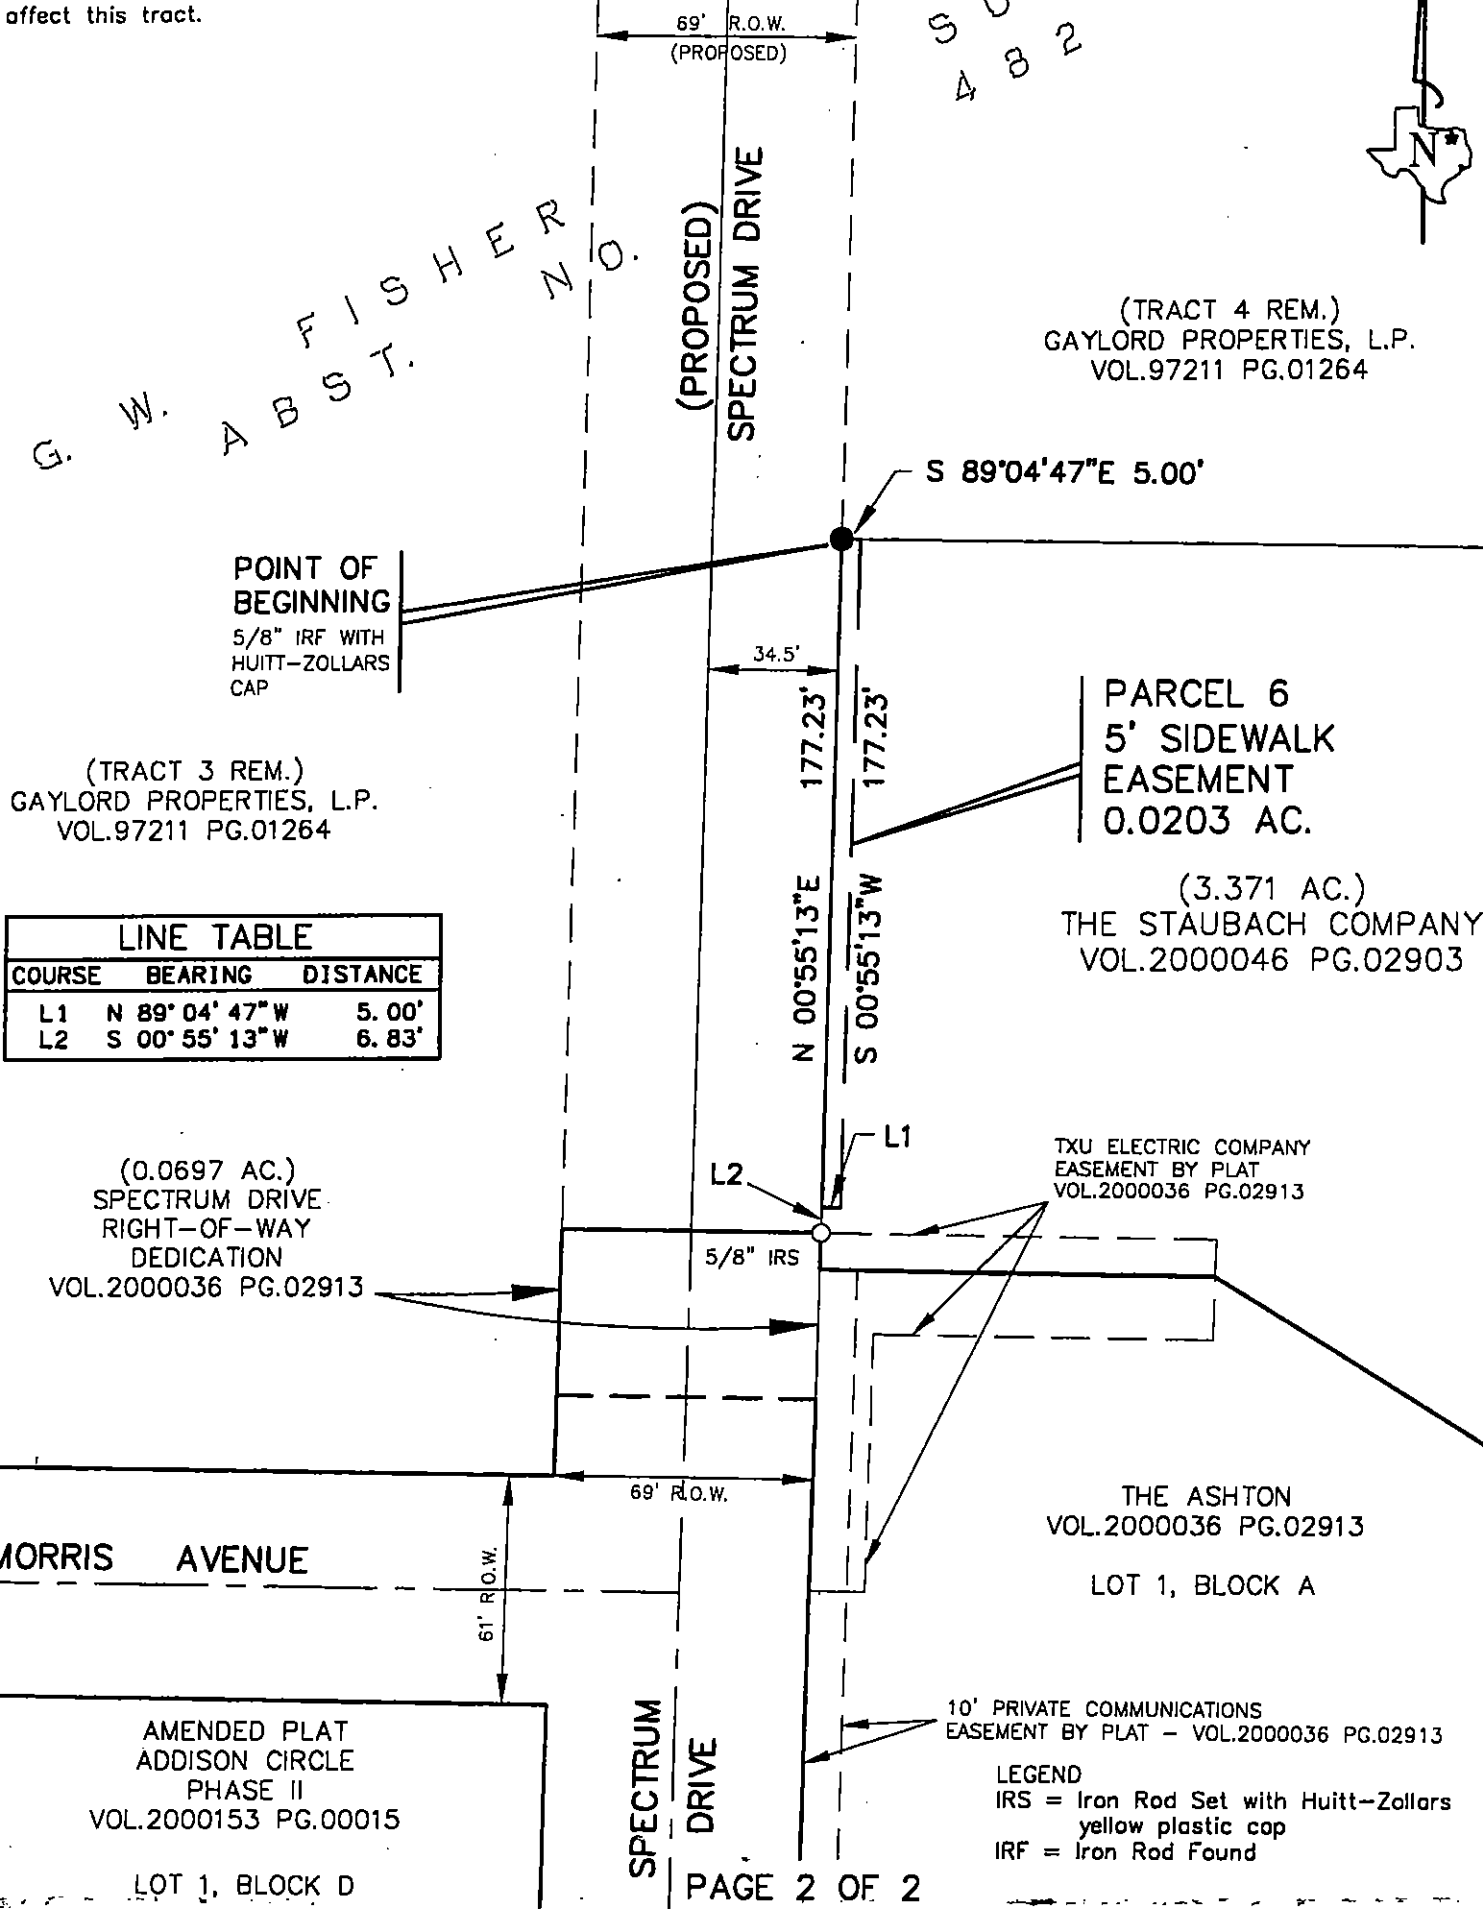 affect this tract.
69' R.O.W.
(PROPOSED)
S U
4 8 2
N
(PROPOSED)
SPECTRUM DRIVE
G. W. FISHER
ABST. NO.
(TRACT 4 REM.)
GAYLORD PROPERTIES, L.P.
VOL.97211 PG.01264
S 89°04'47"E 5.00'
POINT OF
BEGINNING
5/8" IRF WITH
HUITT-ZOLLARS
CAP
34.5'
N 00°55'13"E 177.23'
S 00°55'13"W 177.23'
PARCEL 6
5' SIDEWALK
EASEMENT
0.0203 AC.
(TRACT 3 REM.)
GAYLORD PROPERTIES, L.P.
VOL.97211 PG.01264
(3.371 AC.)
THE STAUBACH COMPANY
VOL.2000046 PG.02903
LINE TABLE
COURSE BEARING DISTANCE
L1 N 89°04'47"W 5.00'
L2 S 00°55'13"W 6.83'
L1
L2
(0.0697 AC.)
SPECTRUM DRIVE
RIGHT-OF-WAY
DEDICATION
VOL.2000036 PG.02913
TXU ELECTRIC COMPANY
EASEMENT BY PLAT
VOL.2000036 PG.02913
5/8" IRS
69' R.O.W.
THE ASHTON
VOL.2000036 PG.02913
LOT 1, BLOCK A
MORRIS AVENUE
61' R.O.W.
SPECTRUM
DRIVE
10' PRIVATE COMMUNICATIONS
EASEMENT BY PLAT - VOL.2000036 PG.02913
AMENDED PLAT
ADDISON CIRCLE
PHASE II
VOL.2000153 PG.00015
LOT 1, BLOCK D
LEGEND
IRS = Iron Rod Set with Huitt-Zollars
yellow plastic cap
IRF = Iron Rod Found
PAGE 2 OF 2